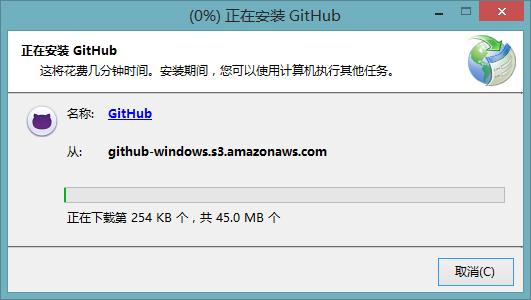 (0%) 正在安装 GitHub
正在安装 GitHub
这将花费几分钟时间。安装期间，您可以使用计算机执行其他任务。
名称: GitHub
从: github-windows.s3.amazonaws.com
正在下载第 254 KB 个，共 45.0 MB 个
取消(C)